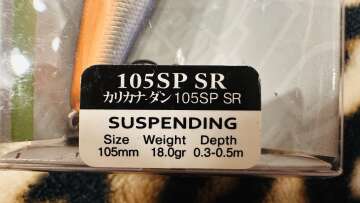 105SP SR
カリカナ・ダン 105SP SR
SUSPENDING
Size Weight Depth
105mm 18.0gr 0.3-0.5m